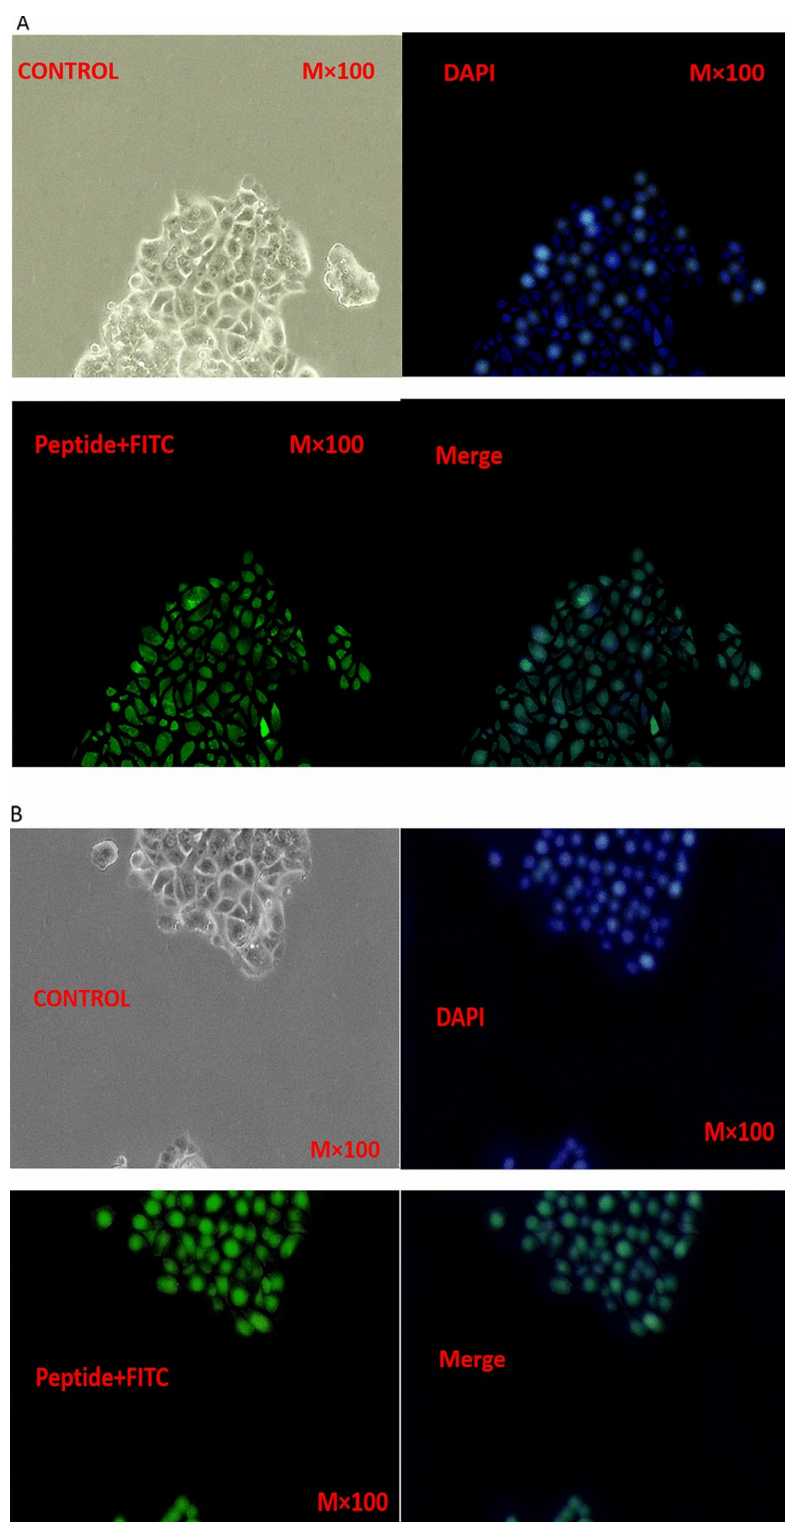 A
CONTROL M×100
DAPI M×100
Peptide+FITC M×100
Merge
B
CONTROL
M×100
DAPI
M×100
Peptide+FITC
M×100
Merge